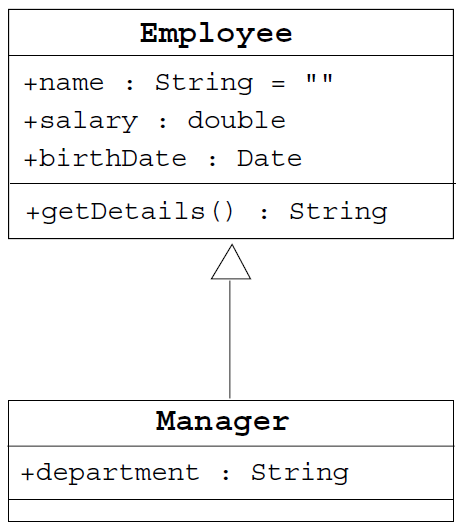 Employee
+name : String = ""
+salary : double
+birthDate : Date
+getDetails() : String
Manager
+department : String